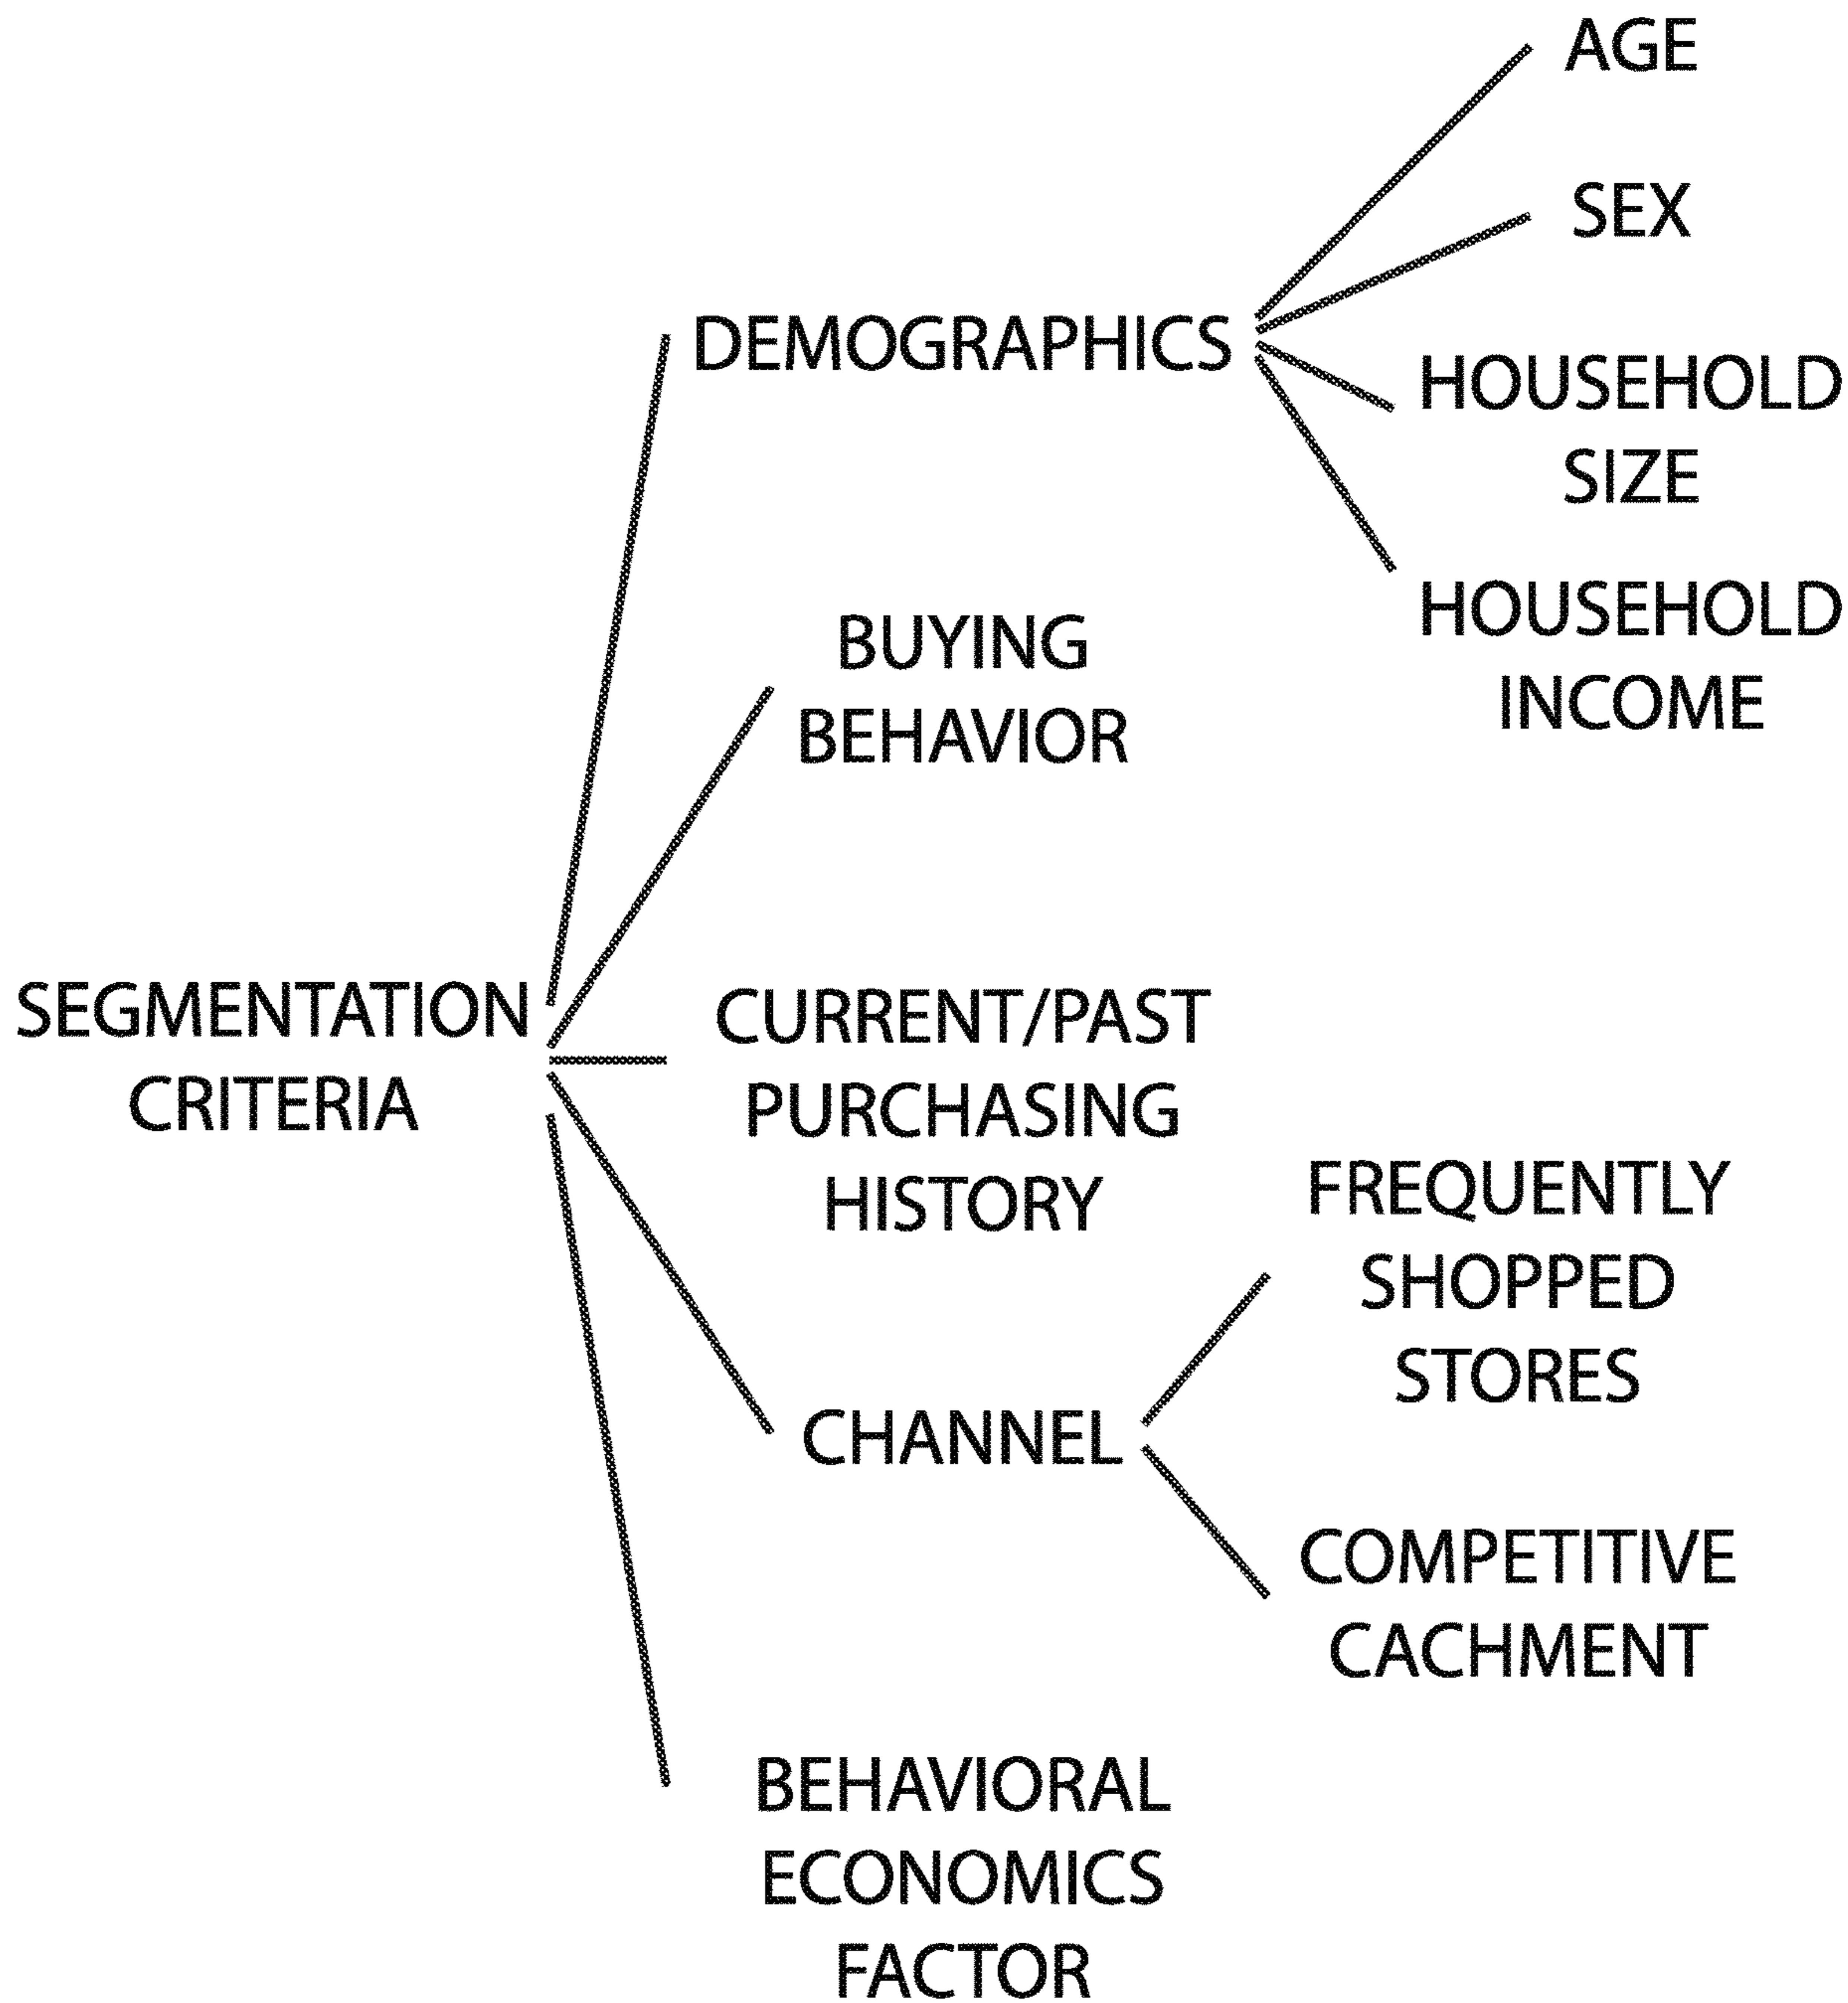 AGE
SEX
DEMOGRAPHICS
HOUSEHOLD
SIZE
HOUSEHOLD
INCOME
BUYING
BEHAVIOR
SEGMENTATION
CRITERIA
CURRENT/PAST
PURCHASING
HISTORY
FREQUENTLY
SHOPPED
STORES
CHANNEL
COMPETITIVE
CACHMENT
BEHAVIORAL
ECONOMICS
FACTOR